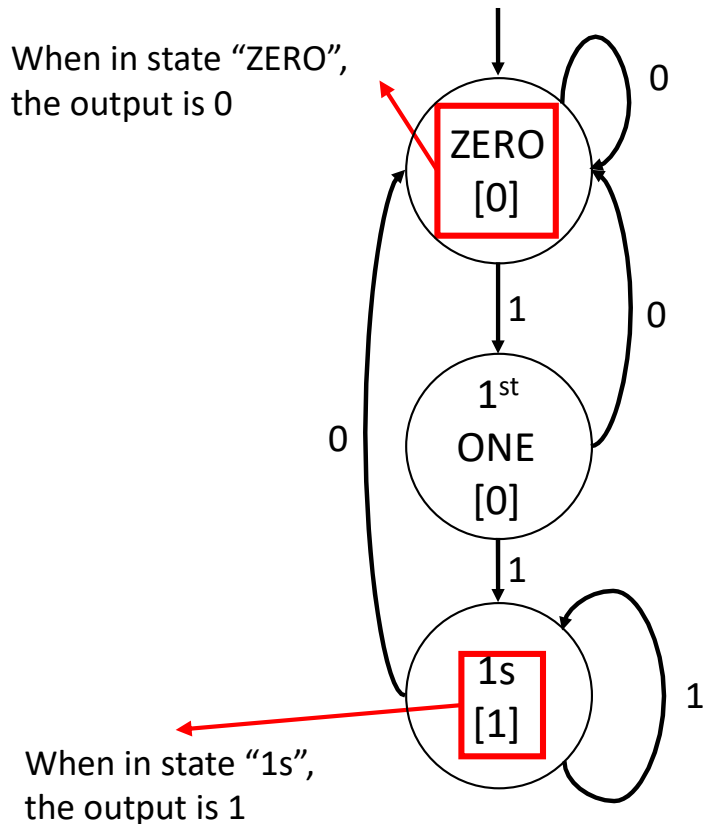 When in state “ZERO”,
the output is 0
0
ZERO
[0]
1
0
1st
ONE
[0]
0
1
1s
[1]
1
When in state “1s”,
the output is 1